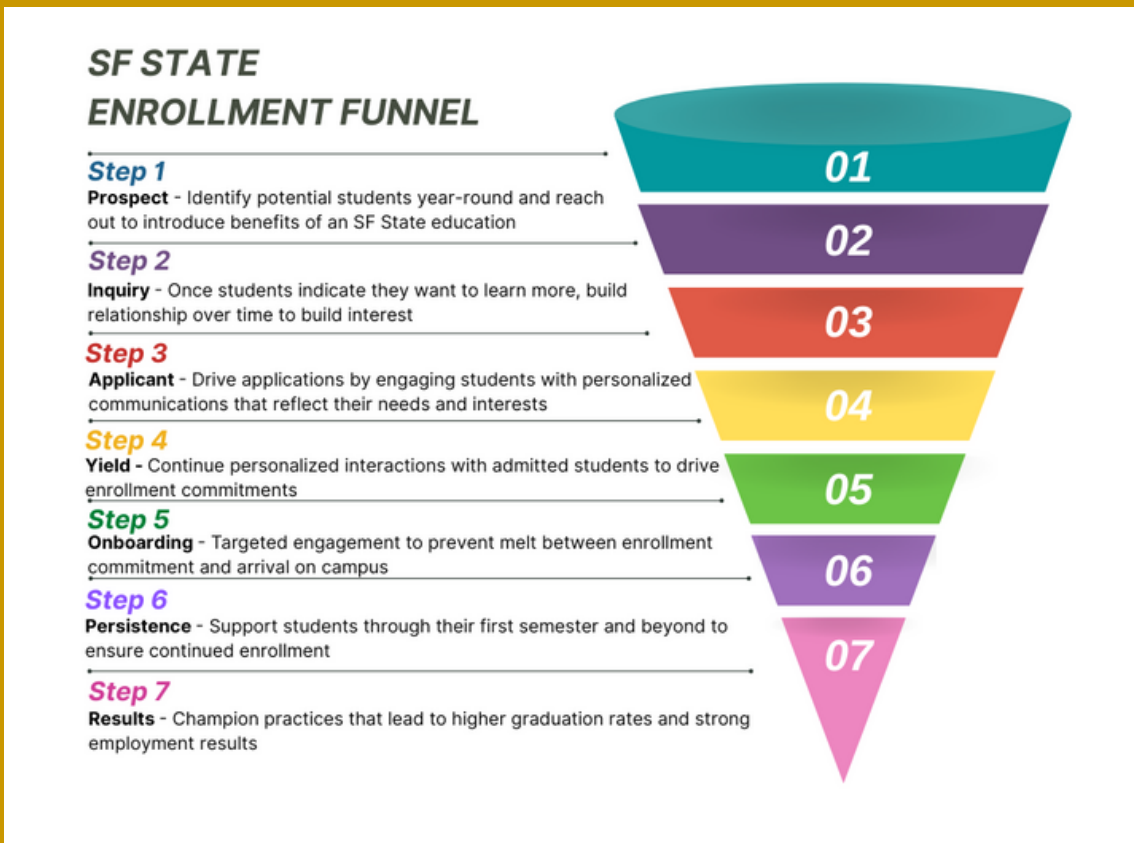 SF STATE
ENROLLMENT FUNNEL
Step 1
Prospect - Identify potential students year-round and reach
out to introduce benefits of an SF State education
Step 2
Inquiry - Once students indicate they want to learn more, build
relationship over time to build interest
Step 3
Applicant - Drive applications by engaging students with personalized
communications that reflect their needs and interests
Step 4
Yield - Continue personalized interactions with admitted students to drive
enrollment commitments
Step 5
Onboarding - Targeted engagement to prevent melt between enrollment
commitment and arrival on campus
Step 6
Persistence - Support students through their first semester and beyond to
ensure continued enrollment
Step 7
Results - Champion practices that lead to higher graduation rates and strong
employment results
01
02
03
04
05
06
07